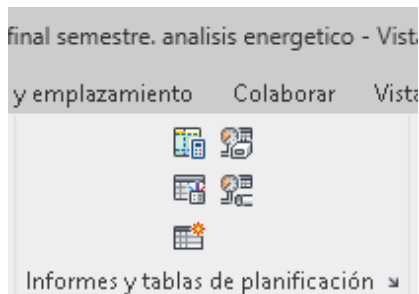 final semestre. analisis energetico - Vista
y emplazamiento Colaborar Vista
Informes y tablas de planificación